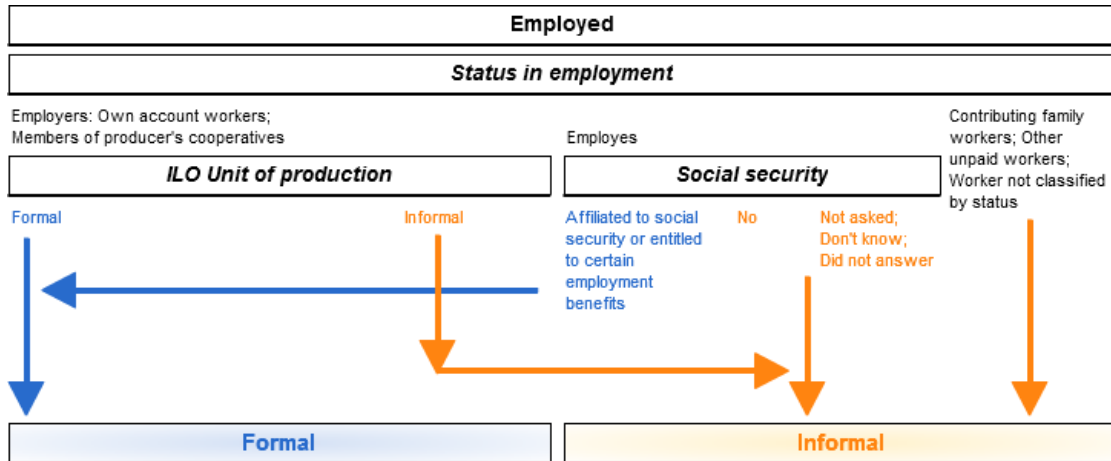 Employed
Status in employment
Employers: Own account workers;
Members of producer's cooperatives
Employes
Contributing family
workers; Other
unpaid workers;
Worker not classified
by status
ILO Unit of production
Social security
Formal
Informal
Affiliated to social
security or entitled
to certain
employment
benefits
No
Not asked;
Don't know;
Did not answer
Formal
Informal